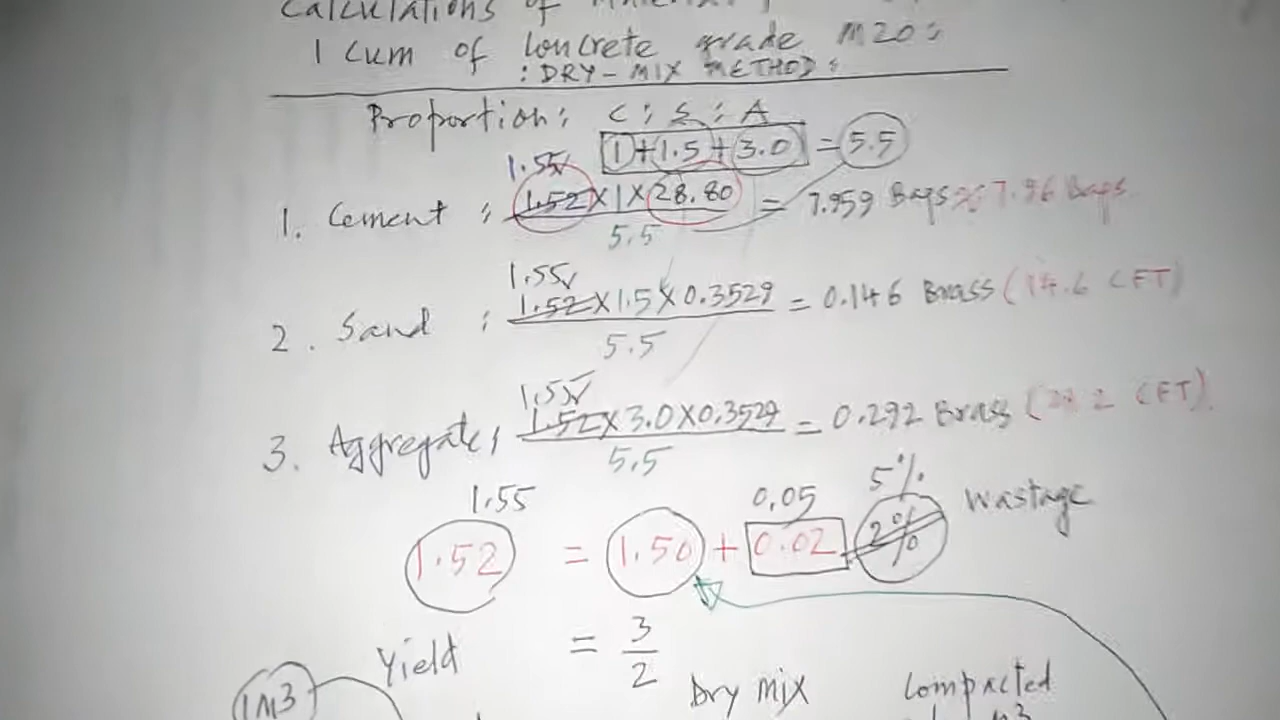 Calculations of Material
1 Cum of Concrete grade M20:
: DRY-MIX METHOD:
Proportion: C : S : A
1 + 1.5 + 3.0 = 5.5
1.55
1. Cement : 1.52 X 1 X 28.80 = 7.959 Bags ≈ 7.96 Bags
5.5
1.55
2. Sand : 1.52 X 1.5 X 0.3529 = 0.146 Brass (14.6 CFT)
5.5
1.55
3. Aggregate: 1.52 X 3.0 X 0.3529 = 0.292 Brass (29.2 CFT)
5.5
1.55 0.05 5%
1.52 = 1.50 + 0.02 2% Wastage
Yield = 3
2
1M3 Dry mix Compacted